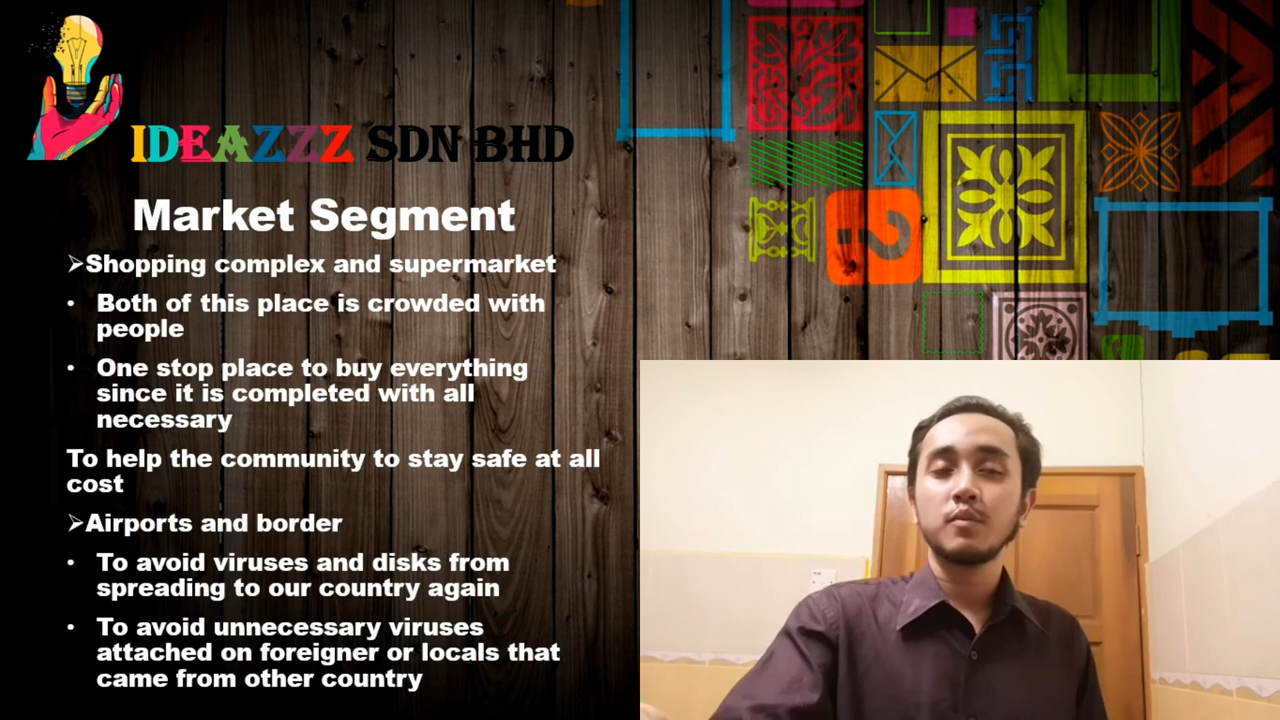 IDEAZZZ SDN BHD
Market Segment
➢Shopping complex and supermarket
• Both of this place is crowded with
people
• One stop place to buy everything
since it is completed with all
necessary
To help the community to stay safe at all
cost
➢Airports and border
• To avoid viruses and disks from
spreading to our country again
• To avoid unnecessary viruses
attached on foreigner or locals that
came from other country